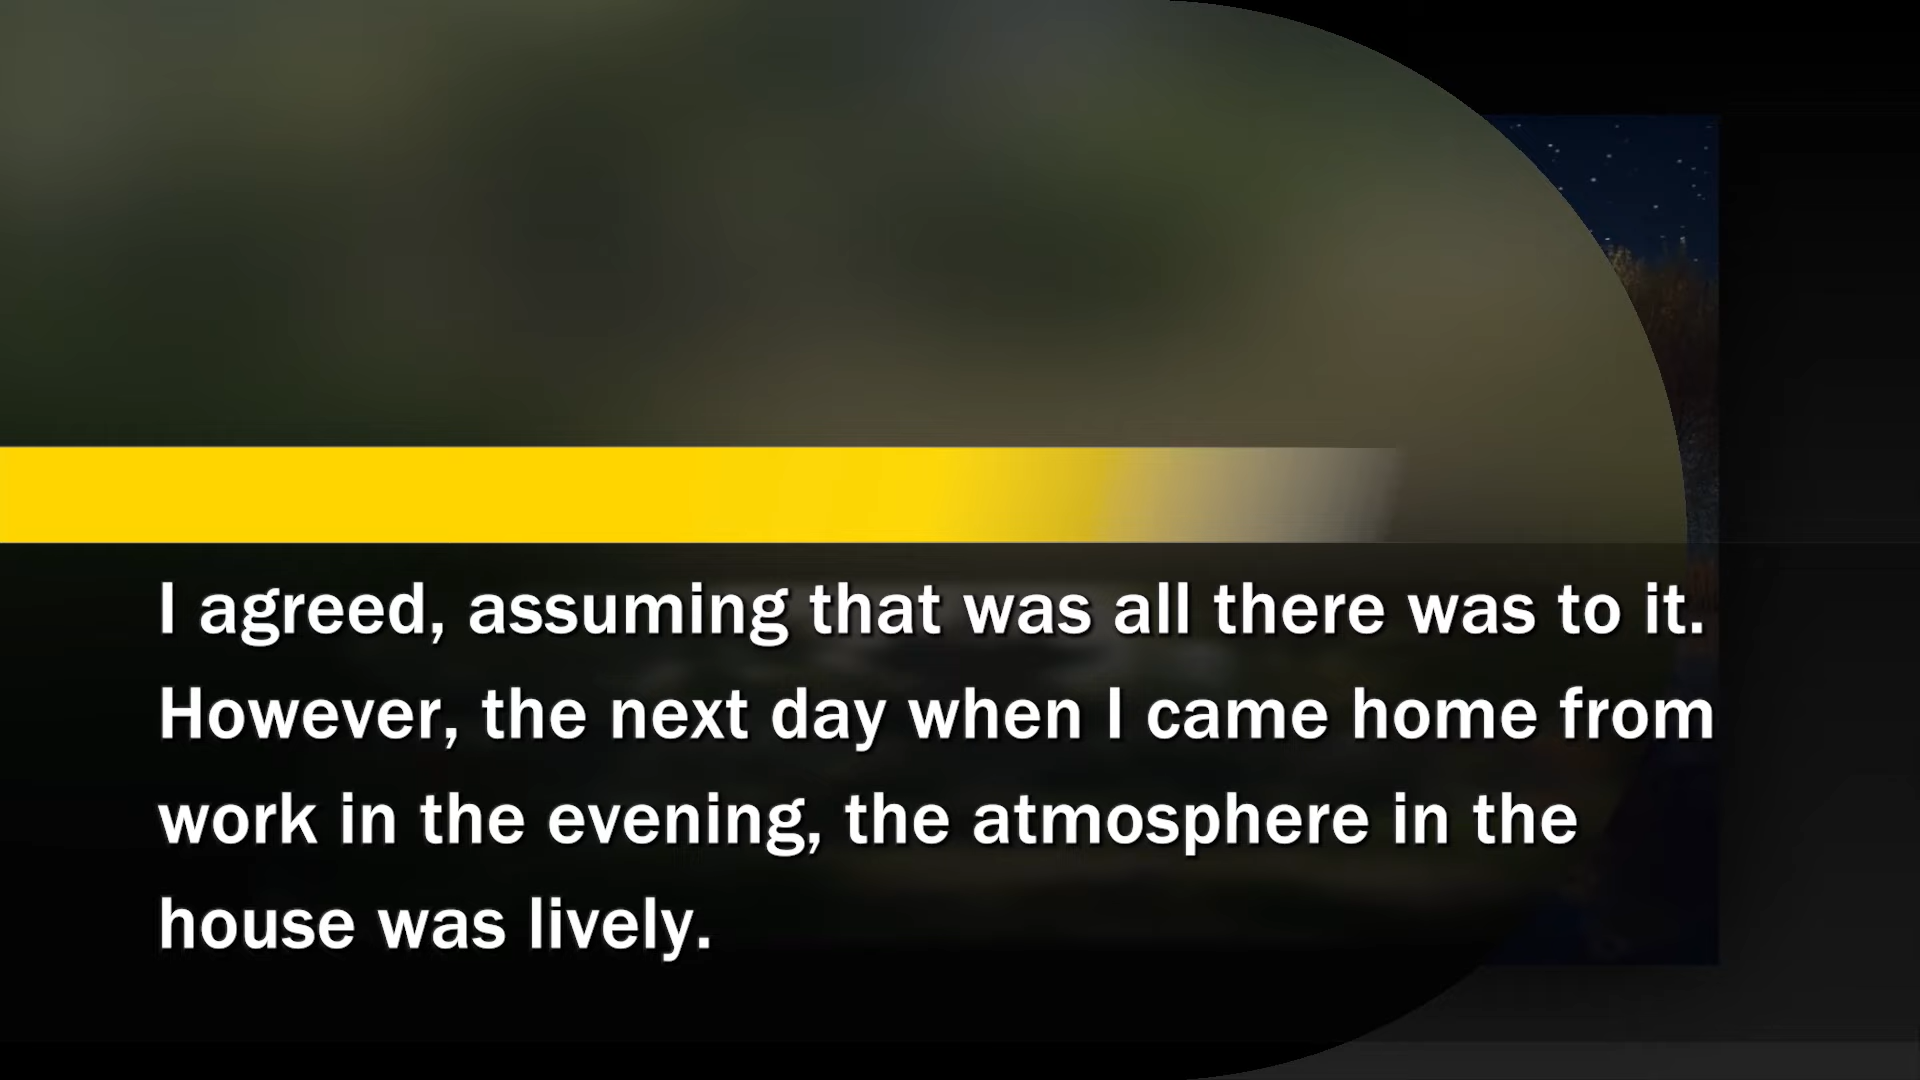 I agreed, assuming that was all there was to it.
However, the next day when I came home from
work in the evening, the atmosphere in the
house was lively.